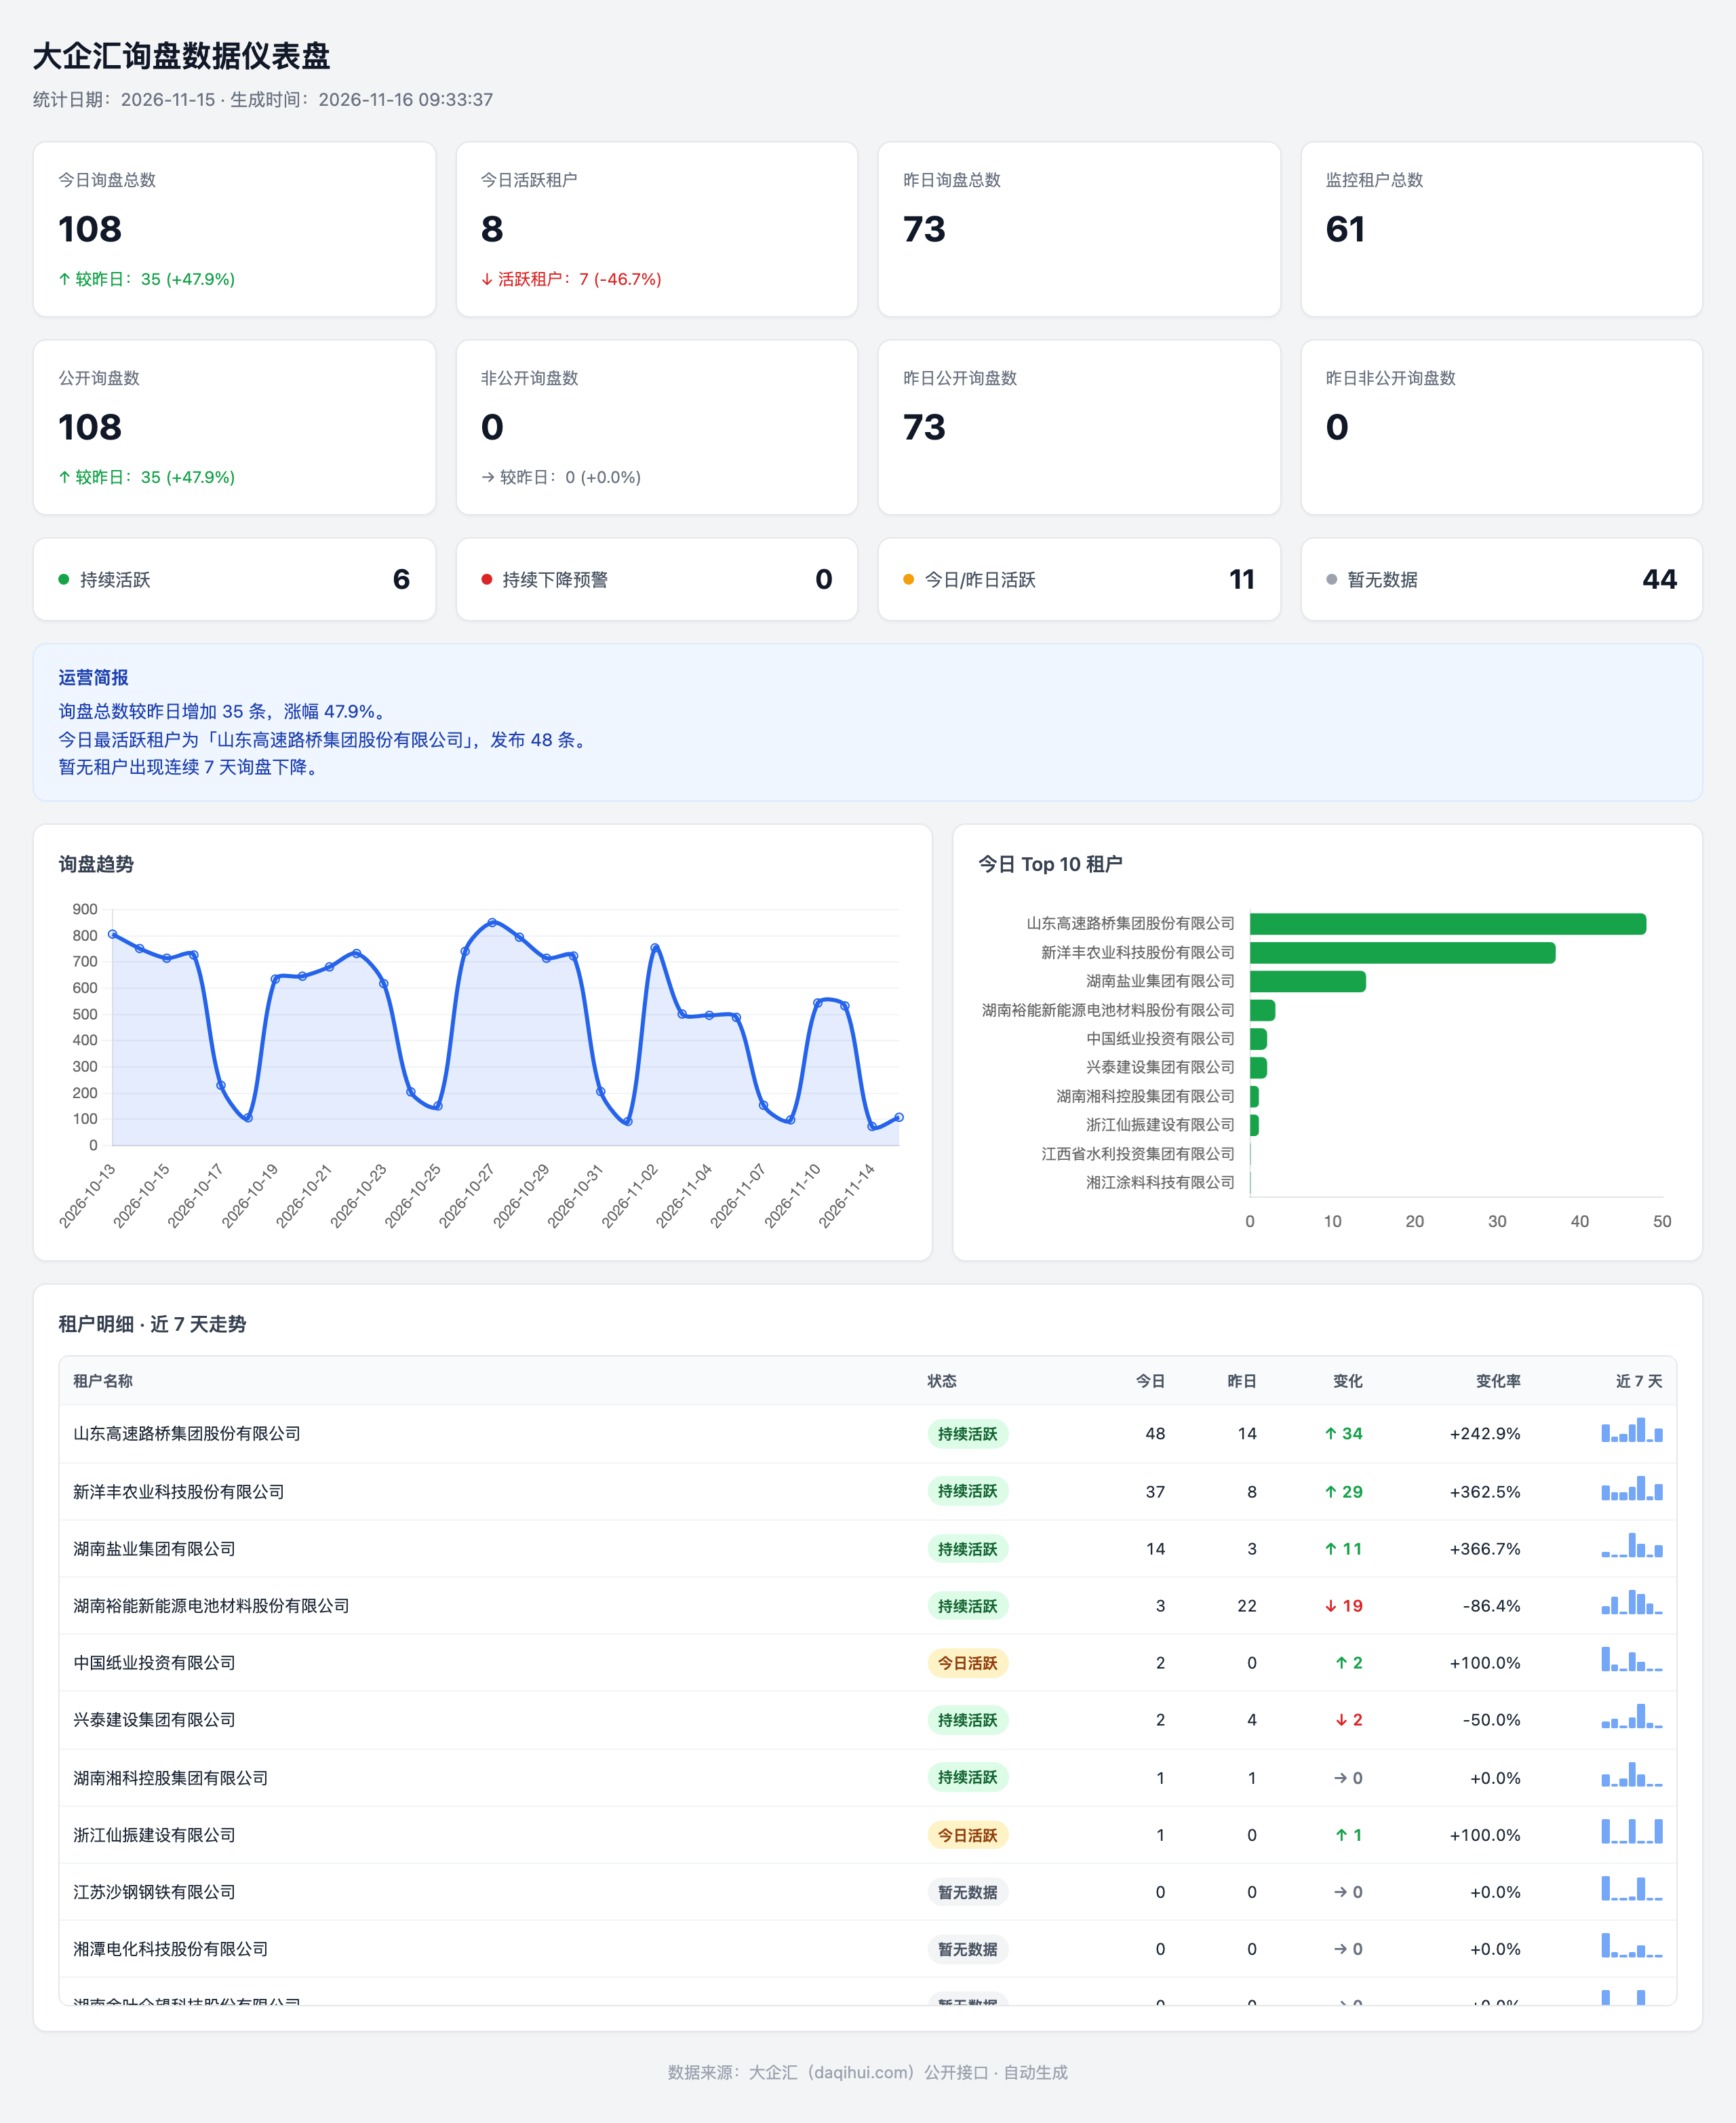 大企汇询盘数据仪表盘
统计日期：2026-11-15 · 生成时间：2026-11-16 09:33:37
今日询盘总数
108
↑ 较昨日：35 (+47.9%)
今日活跃租户
8
↓ 活跃租户：7 (-46.7%)
昨日询盘总数
73
监控租户总数
61
公开询盘数
108
↑ 较昨日：35 (+47.9%)
非公开询盘数
0
→ 较昨日：0 (+0.0%)
昨日公开询盘数
73
昨日非公开询盘数
0
持续活跃 6
持续下降预警 0
今日/昨日活跃 11
暂无数据 44
运营简报
询盘总数较昨日增加 35 条，涨幅 47.9%。
今日最活跃租户为「山东高速路桥集团股份有限公司」，发布 48 条。
暂无租户出现连续 7 天询盘下降。
询盘趋势
900
800
700
600
500
400
300
200
100
0
2026-10-13
2026-10-15
2026-10-17
2026-10-19
2026-10-21
2026-10-23
2026-10-25
2026-10-27
2026-10-29
2026-10-31
2026-11-02
2026-11-04
2026-11-07
2026-11-10
2026-11-14
今日 Top 10 租户
山东高速路桥集团股份有限公司
新洋丰农业科技股份有限公司
湖南盐业集团有限公司
湖南裕能新能源电池材料股份有限公司
中国纸业投资有限公司
兴泰建设集团有限公司
湖南湘科控股集团有限公司
浙江仙振建设有限公司
江西省水利投资集团有限公司
湘江涂料科技有限公司
0 10 20 30 40 50
租户明细 · 近 7 天走势
租户名称 状态 今日 昨日 变化 变化率 近 7 天
山东高速路桥集团股份有限公司 持续活跃 48 14 ↑ 34 +242.9%
新洋丰农业科技股份有限公司 持续活跃 37 8 ↑ 29 +362.5%
湖南盐业集团有限公司 持续活跃 14 3 ↑ 11 +366.7%
湖南裕能新能源电池材料股份有限公司 持续活跃 3 22 ↓ 19 -86.4%
中国纸业投资有限公司 今日活跃 2 0 ↑ 2 +100.0%
兴泰建设集团有限公司 持续活跃 2 4 ↓ 2 -50.0%
湖南湘科控股集团有限公司 持续活跃 1 1 → 0 +0.0%
浙江仙振建设有限公司 今日活跃 1 0 ↑ 1 +100.0%
江苏沙钢钢铁有限公司 暂无数据 0 0 → 0 +0.0%
湘潭电化科技股份有限公司 暂无数据 0 0 → 0 +0.0%
数据来源：大企汇（daqihui.com）公开接口 · 自动生成